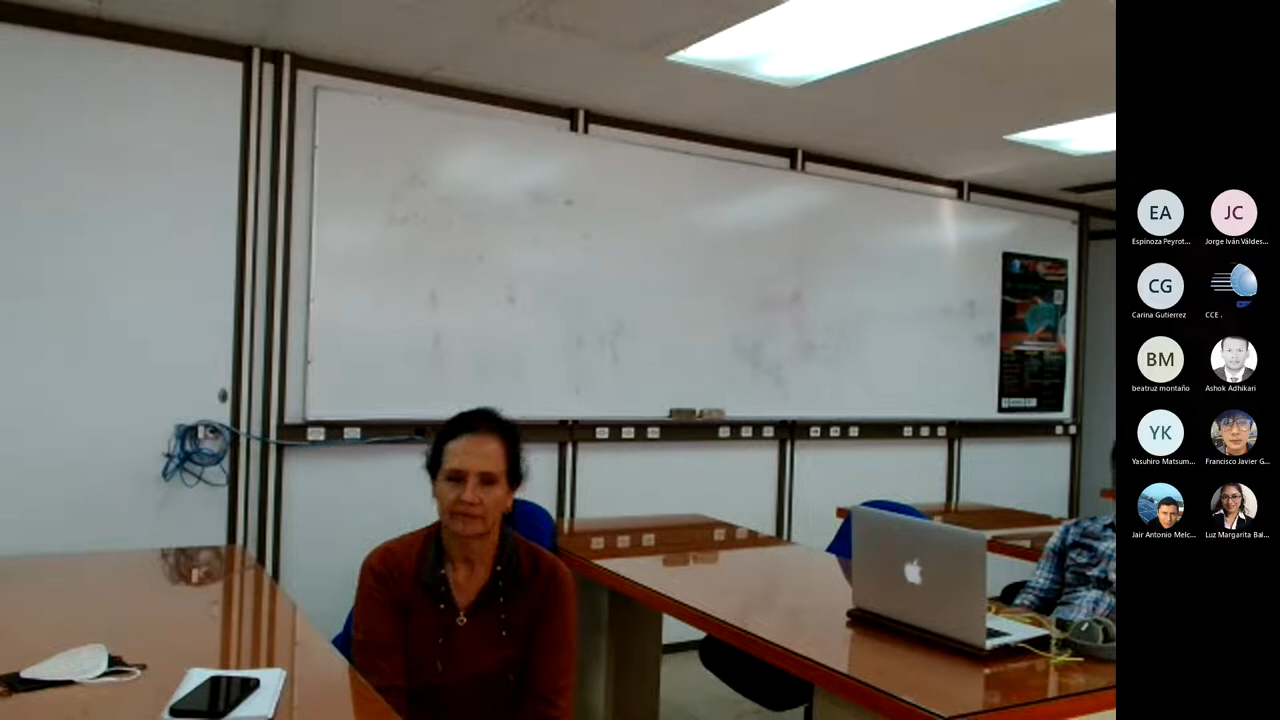 EA
JC
Espinoza Peyrot...
Jorge Iván Váldes...
CG
Carina Gutierrez
CCE .
BM
beatruz montaño
Ashok Adhikari
YK
Yasuhiro Matsum...
Francisco Javier G...
Jair Antonio Melc...
Luz Margarita Bal...